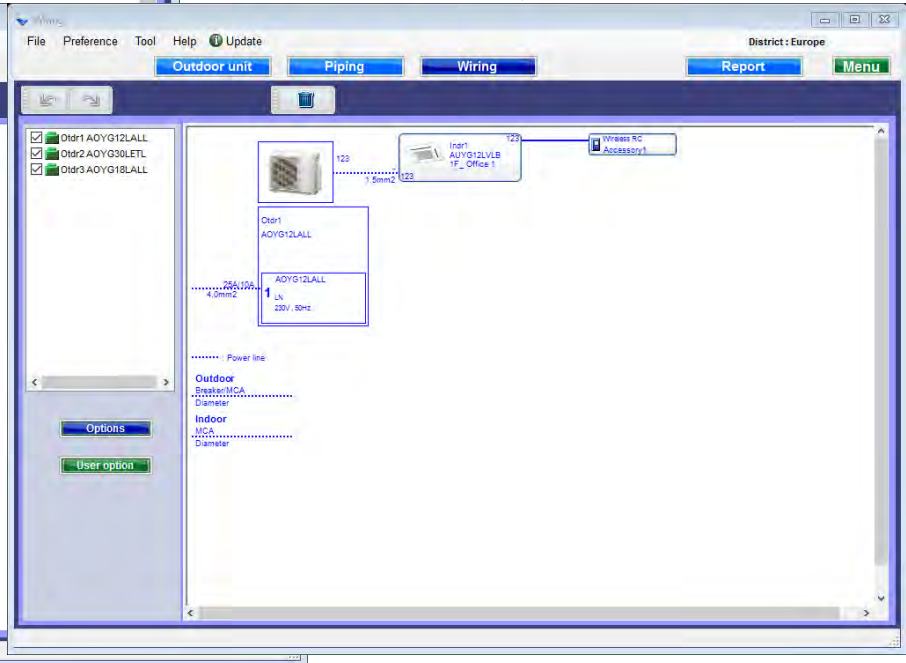 Wiring
File Preference Tool Help Update
District : Europe
Outdoor unit Piping Wiring Report Menu
Otdr1 AOYG12LALL
Otdr2 AOYG30LETL
Otdr3 AOYG18LALL
Options
User option
123
1.5mm2
123
Indr1
AUYG12LVLB
1F_ Office 1
123
Wireless RC
Accessory1
Otdr1
AOYG12LALL
25A/10A
4.0mm2
AOYG12LALL
1 LN
230V , 50Hz
: Power line
Outdoor
Breaker/MCA
Diameter
Indoor
MCA
Diameter